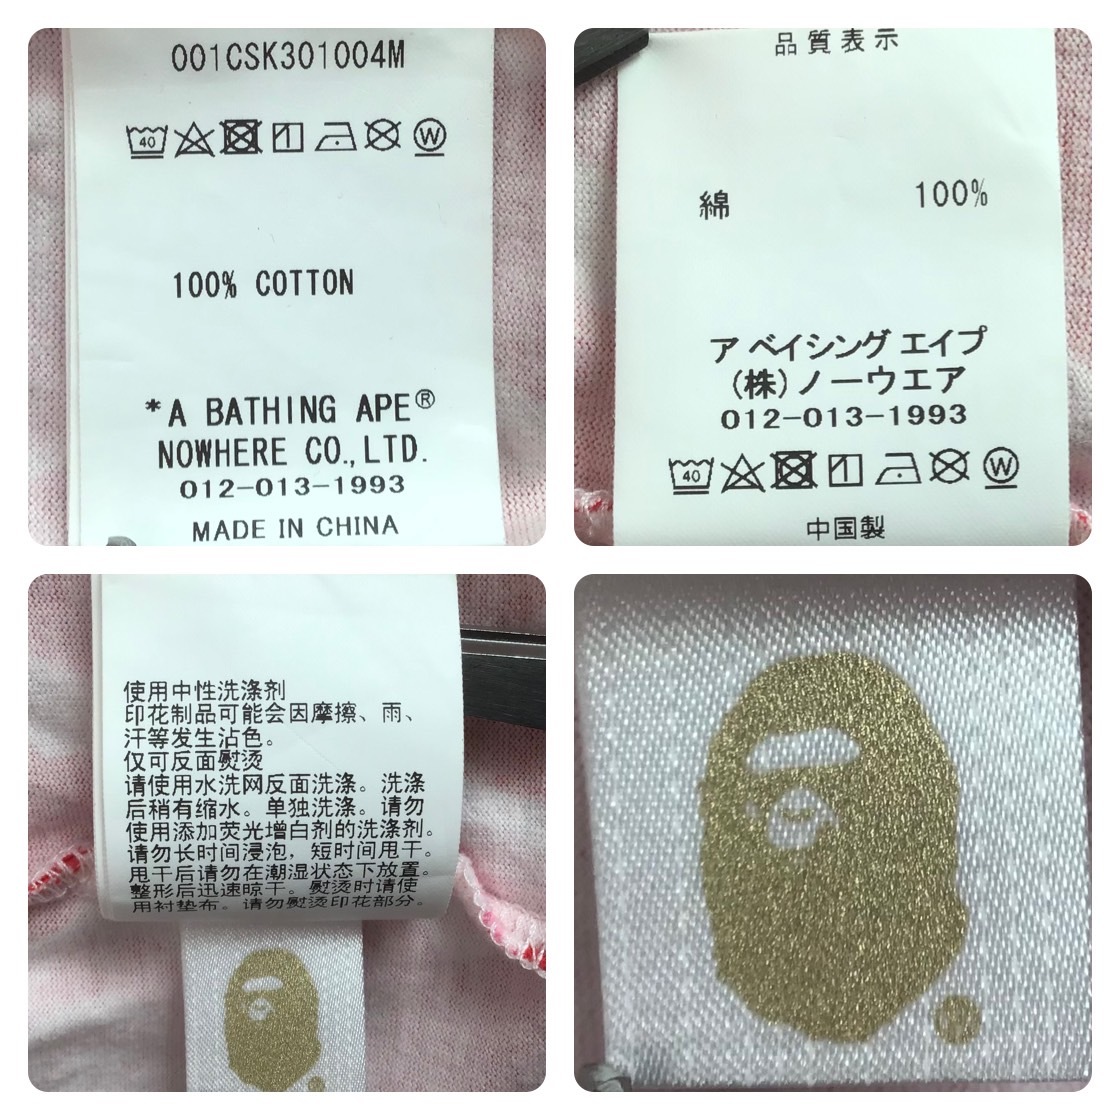 001CSK301004M
40
W
100% COTTON
*A BATHING APE®
NOWHERE CO.,LTD.
012-013-1993
MADE IN CHINA
品質表示
綿 100%
ア ベイシング エイプ
(株)ノーウエア
012-013-1993
40
W
中国製
使用中性洗涤剂
印花制品可能会因摩擦、雨、
汗等发生沾色。
仅可反面熨烫
请使用水洗网反面洗涤。洗涤
后稍有缩水。单独洗涤。请勿
使用添加荧光增白剂的洗涤剂。
请勿长时间浸泡，短时间甩干。
甩干后请勿在潮湿状态下放置。
整形后迅速晾干。熨烫时请使
用衬垫布。请勿熨烫印花部分。